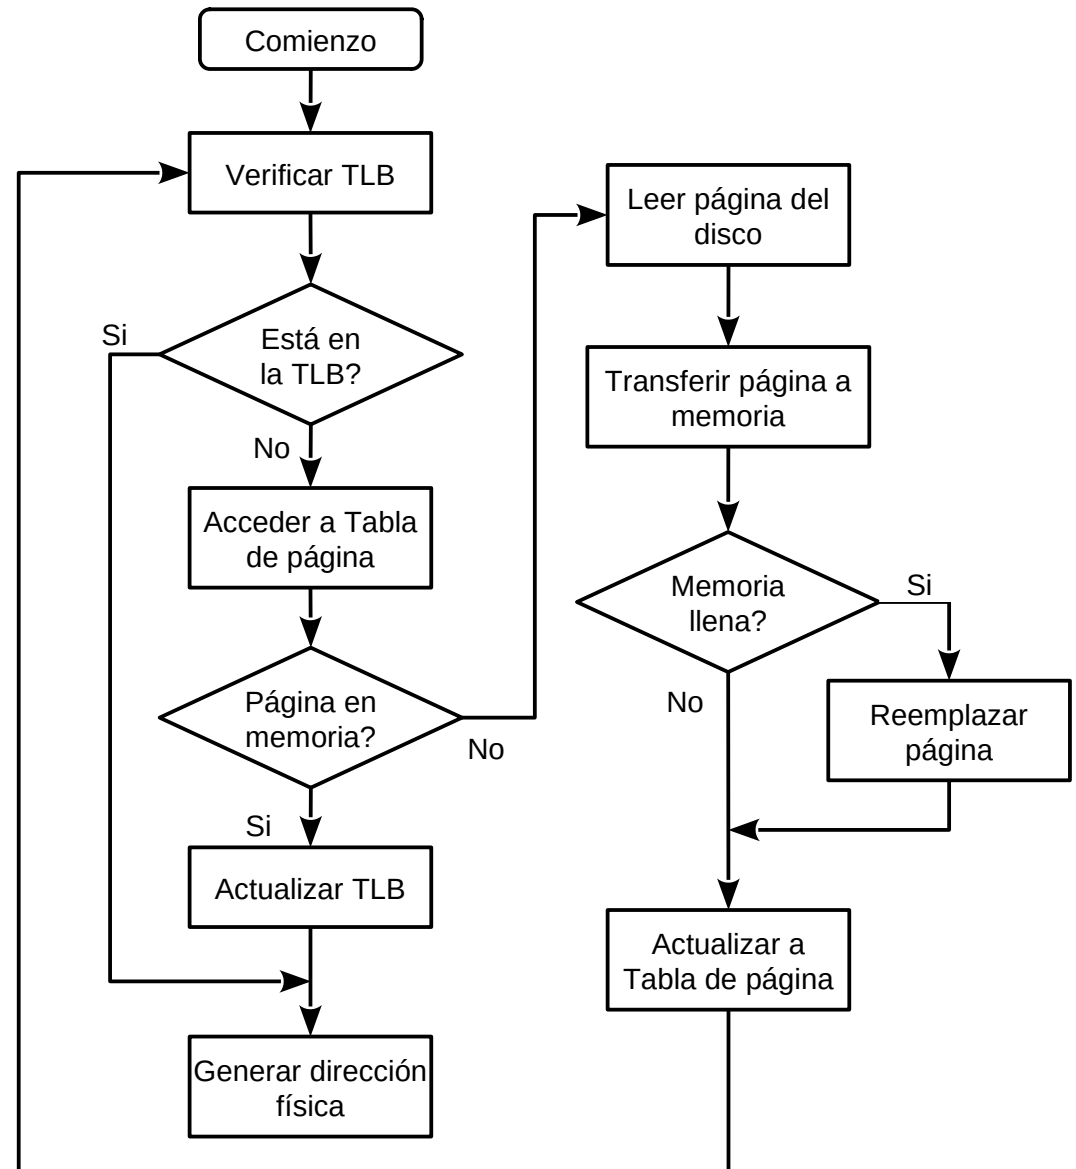 Comienzo
Verificar TLB
Está en
la TLB?
Si
No
Acceder a Tabla
de página
Página en
memoria?
No
Si
Actualizar TLB
Generar dirección
física
Leer página del
disco
Transferir página a
memoria
Memoria
llena?
Si
No
Reemplazar
página
Actualizar a
Tabla de página